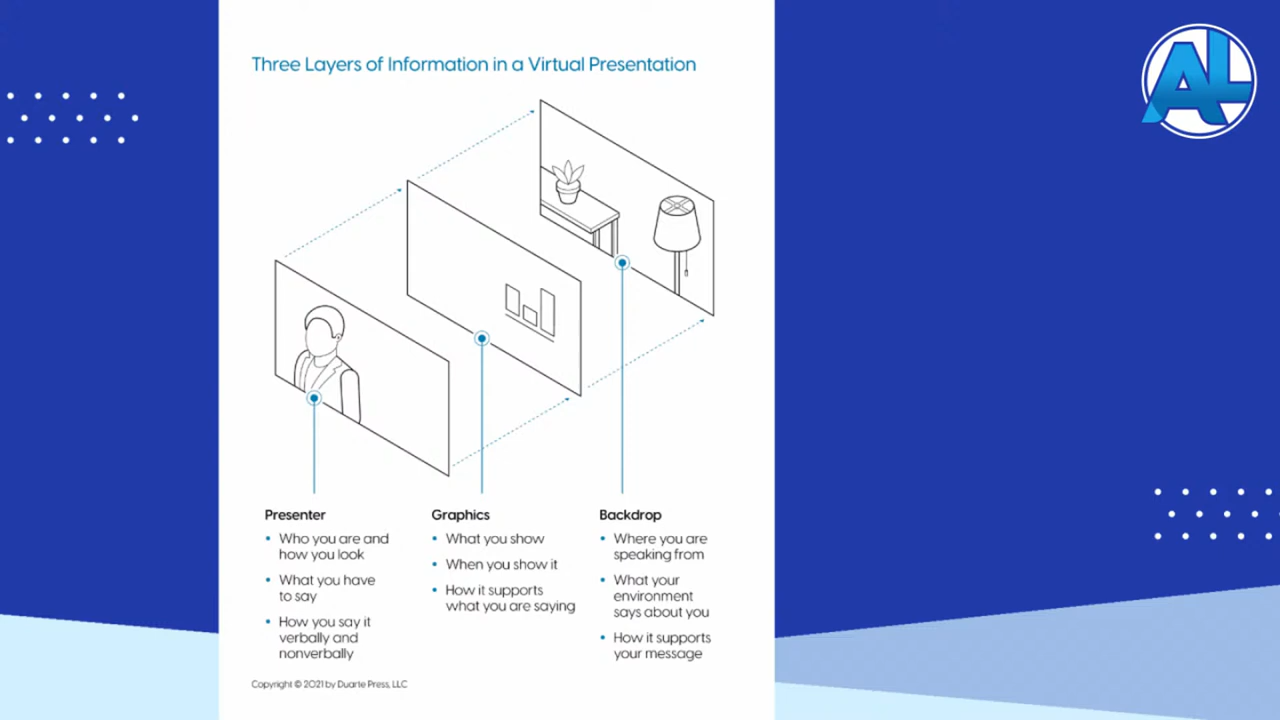 AL
Three Layers of Information in a Virtual Presentation
Presenter
• Who you are and
how you look
• What you have
to say
• How you say it
verbally and
nonverbally
Graphics
• What you show
• When you show it
• How it supports
what you are saying
Backdrop
• Where you are
speaking from
• What your
environment
says about you
• How it supports
your message
Copyright © 2021 by Duarte Press, LLC